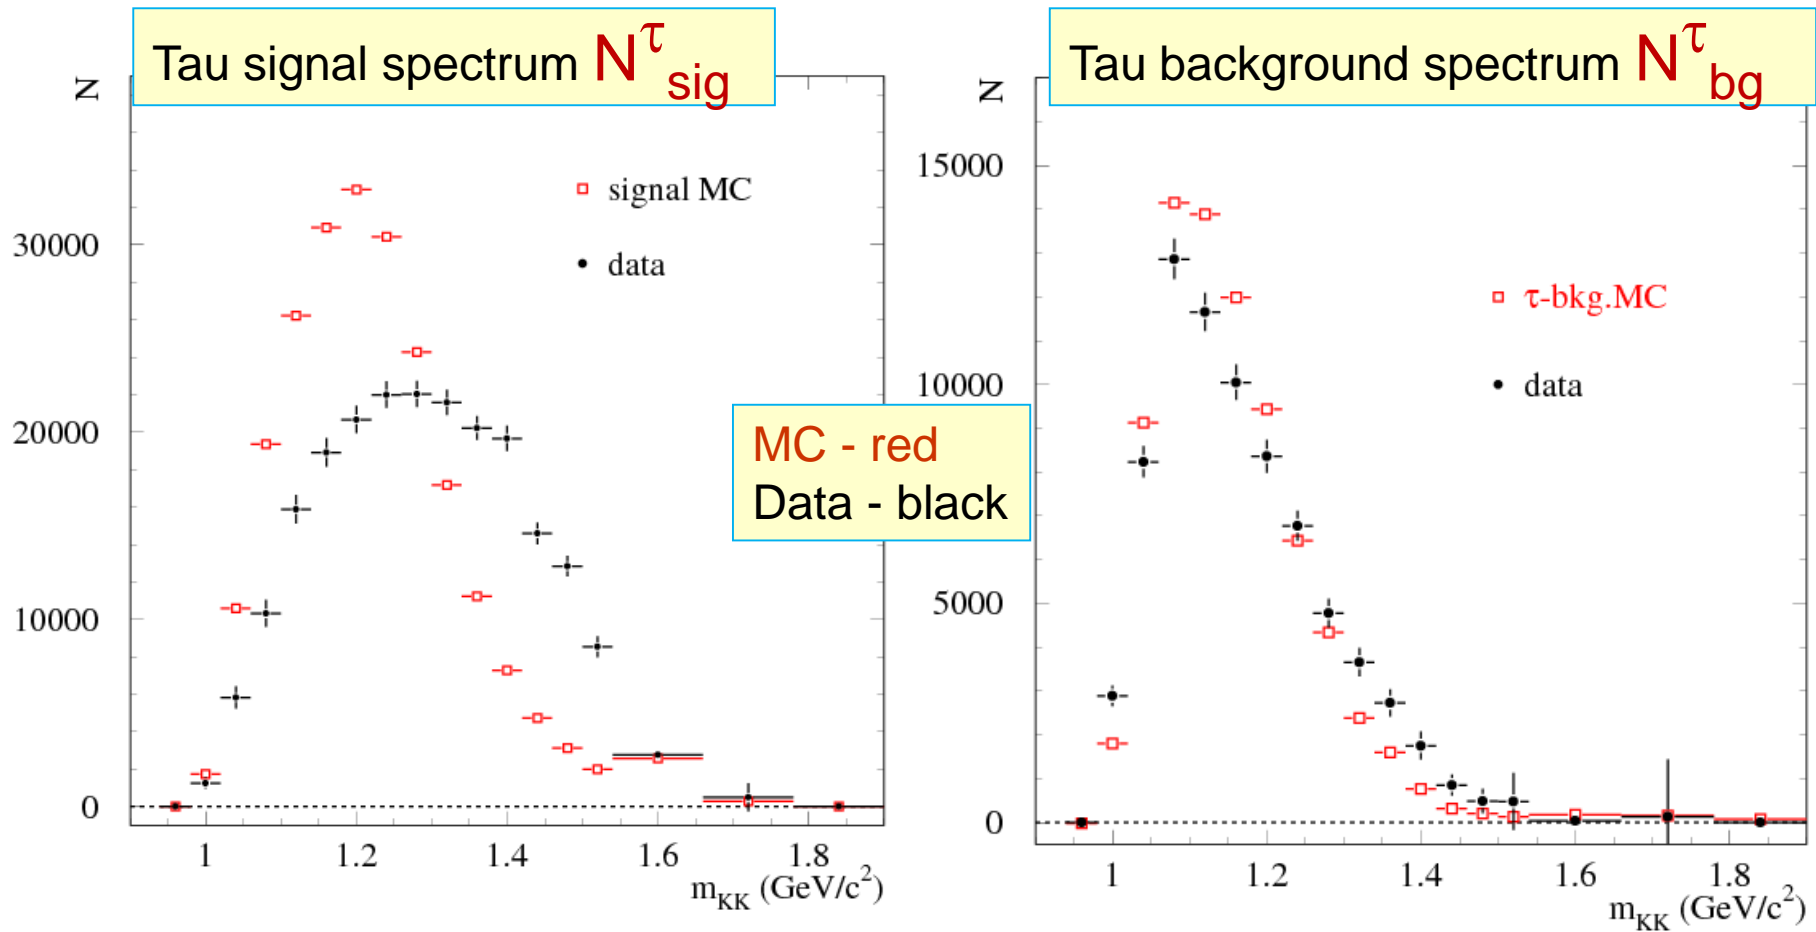 Tau signal spectrum N^τ_sig
N
30000
20000
10000
0
1
1.2
1.4
1.6
1.8
m_KK (GeV/c²)
signal MC
data
MC - red
Data - black
Tau background spectrum N^τ_bg
N
15000
10000
5000
0
1
1.2
1.4
1.6
1.8
m_KK (GeV/c²)
τ-bkg.MC
data